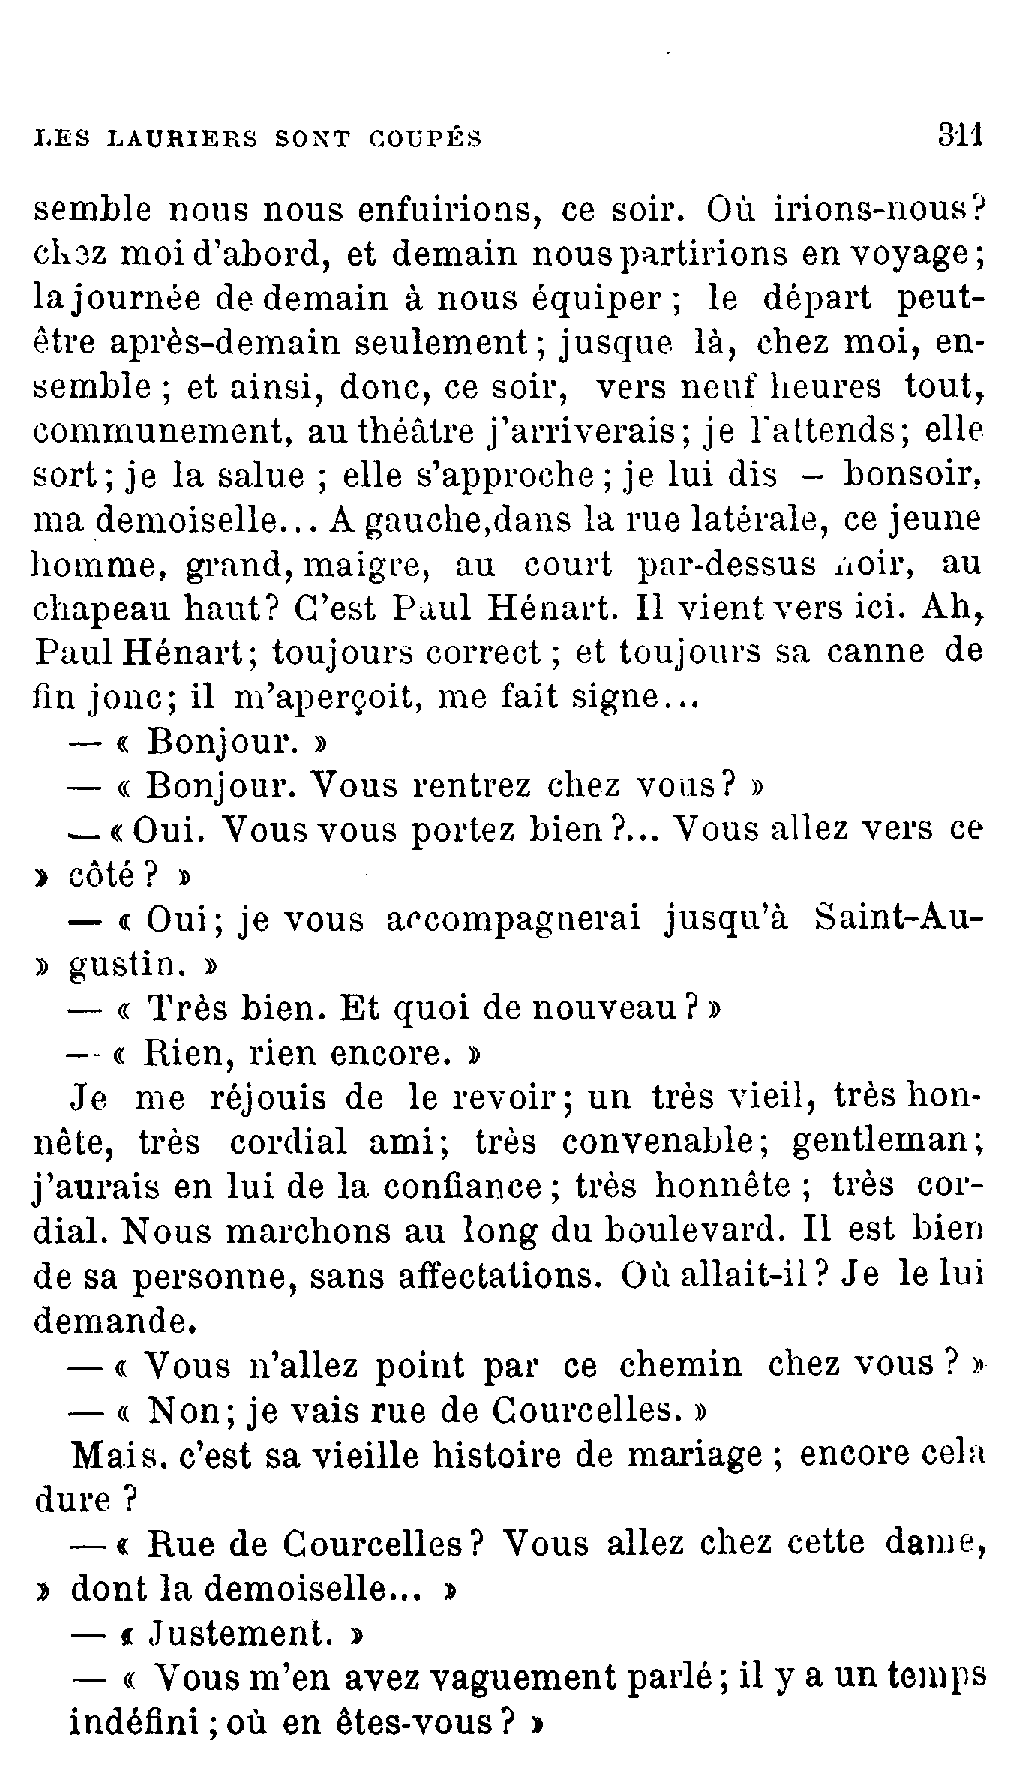 LES LAURIERS SONT COUPÉS 311
semble nous nous enfuirions, ce soir. Où irions-nous?
chez moi d'abord, et demain nous partirions en voyage;
la journée de demain à nous équiper; le départ peut-
être après-demain seulement; jusque là, chez moi, en-
semble; et ainsi, donc, ce soir, vers neuf heures tout,
communement, au théâtre j'arriverais; je l'attends; elle
sort; je la salue; elle s'approche; je lui dis – bonsoir,
ma demoiselle... A gauche, dans la rue latérale, ce jeune
homme, grand, maigre, au court par-dessus noir, au
chapeau haut? C'est Paul Hénart. Il vient vers ici. Ah,
Paul Hénart; toujours correct; et toujours sa canne de
fin jonc; il m'aperçoit, me fait signe...
— « Bonjour. »
— « Bonjour. Vous rentrez chez vous? »
— « Oui. Vous vous portez bien?... Vous allez vers ce
» côté? »
— « Oui; je vous accompagnerai jusqu'à Saint-Au-
» gustin. »
— « Très bien. Et quoi de nouveau? »
— « Rien, rien encore. »
Je me réjouis de le revoir; un très vieil, très hon-
nête, très cordial ami; très convenable; gentleman;
j'aurais en lui de la confiance; très honnête; très cor-
dial. Nous marchons au long du boulevard. Il est bien
de sa personne, sans affectations. Où allait-il? Je le lui
demande.
— « Vous n'allez point par ce chemin chez vous? »
— « Non; je vais rue de Courcelles. »
Mais, c'est sa vieille histoire de mariage; encore cela
dure?
— « Rue de Courcelles? Vous allez chez cette dame,
» dont la demoiselle... »
— « Justement. »
— « Vous m'en avez vaguement parlé; il y a un temps
indéfini; où en êtes-vous? »